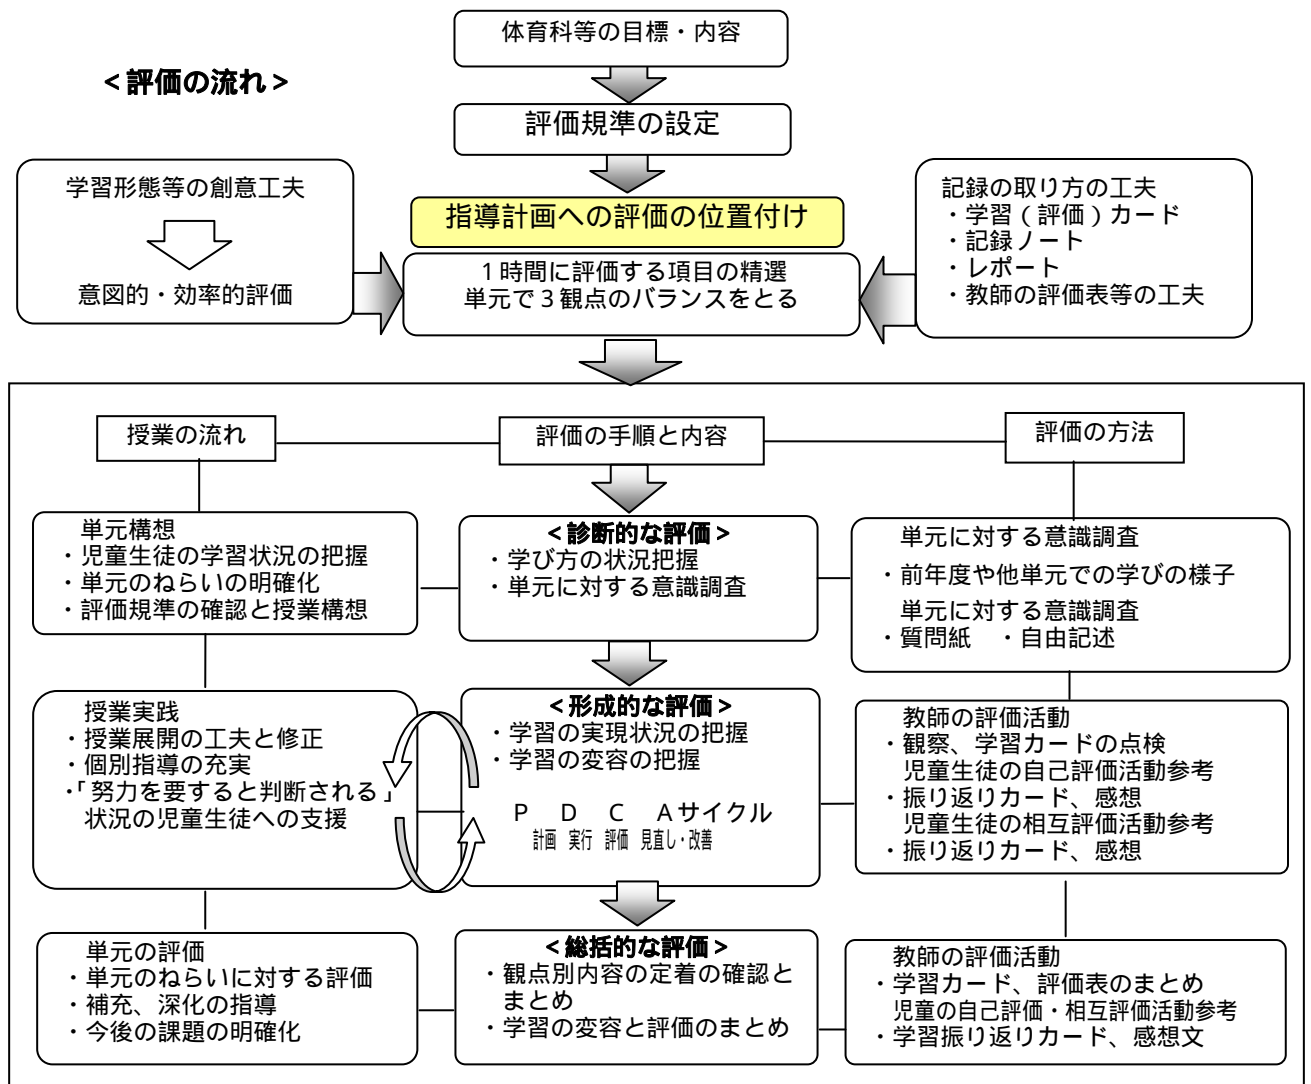 体育科等の目標・内容
<評価の流れ>
評価規準の設定
学習形態等の創意工夫
意図的・効率的評価
指導計画への評価の位置付け
1時間に評価する項目の精選
単元で3観点のバランスをとる
記録の取り方の工夫
・学習(評価)カード
・記録ノート
・レポート
・教師の評価表等の工夫
授業の流れ
評価の手順と内容
評価の方法
単元構想
・児童生徒の学習状況の把握
・単元のねらいの明確化
・評価規準の確認と授業構想
<診断的な評価>
・学び方の状況把握
・単元に対する意識調査
単元に対する意識調査
・前年度や他単元での学びの様子
単元に対する意識調査
・質問紙 ・自由記述
授業実践
・授業展開の工夫と修正
・個別指導の充実
・「努力を要すると判断される」
状況の児童生徒への支援
<形成的な評価>
・学習の実現状況の把握
・学習の変容の把握
P D C Aサイクル
計画 実行 評価 見直し・改善
教師の評価活動
・観察、学習カードの点検
児童生徒の自己評価活動参考
・振り返りカード、感想
児童生徒の相互評価活動参考
・振り返りカード、感想
単元の評価
・単元のねらいに対する評価
・補充、深化の指導
・今後の課題の明確化
<総括的な評価>
・観点別内容の定着の確認と
まとめ
・学習の変容と評価のまとめ
教師の評価活動
・学習カード、評価表のまとめ
児童の自己評価・相互評価活動参考
・学習振り返りカード、感想文